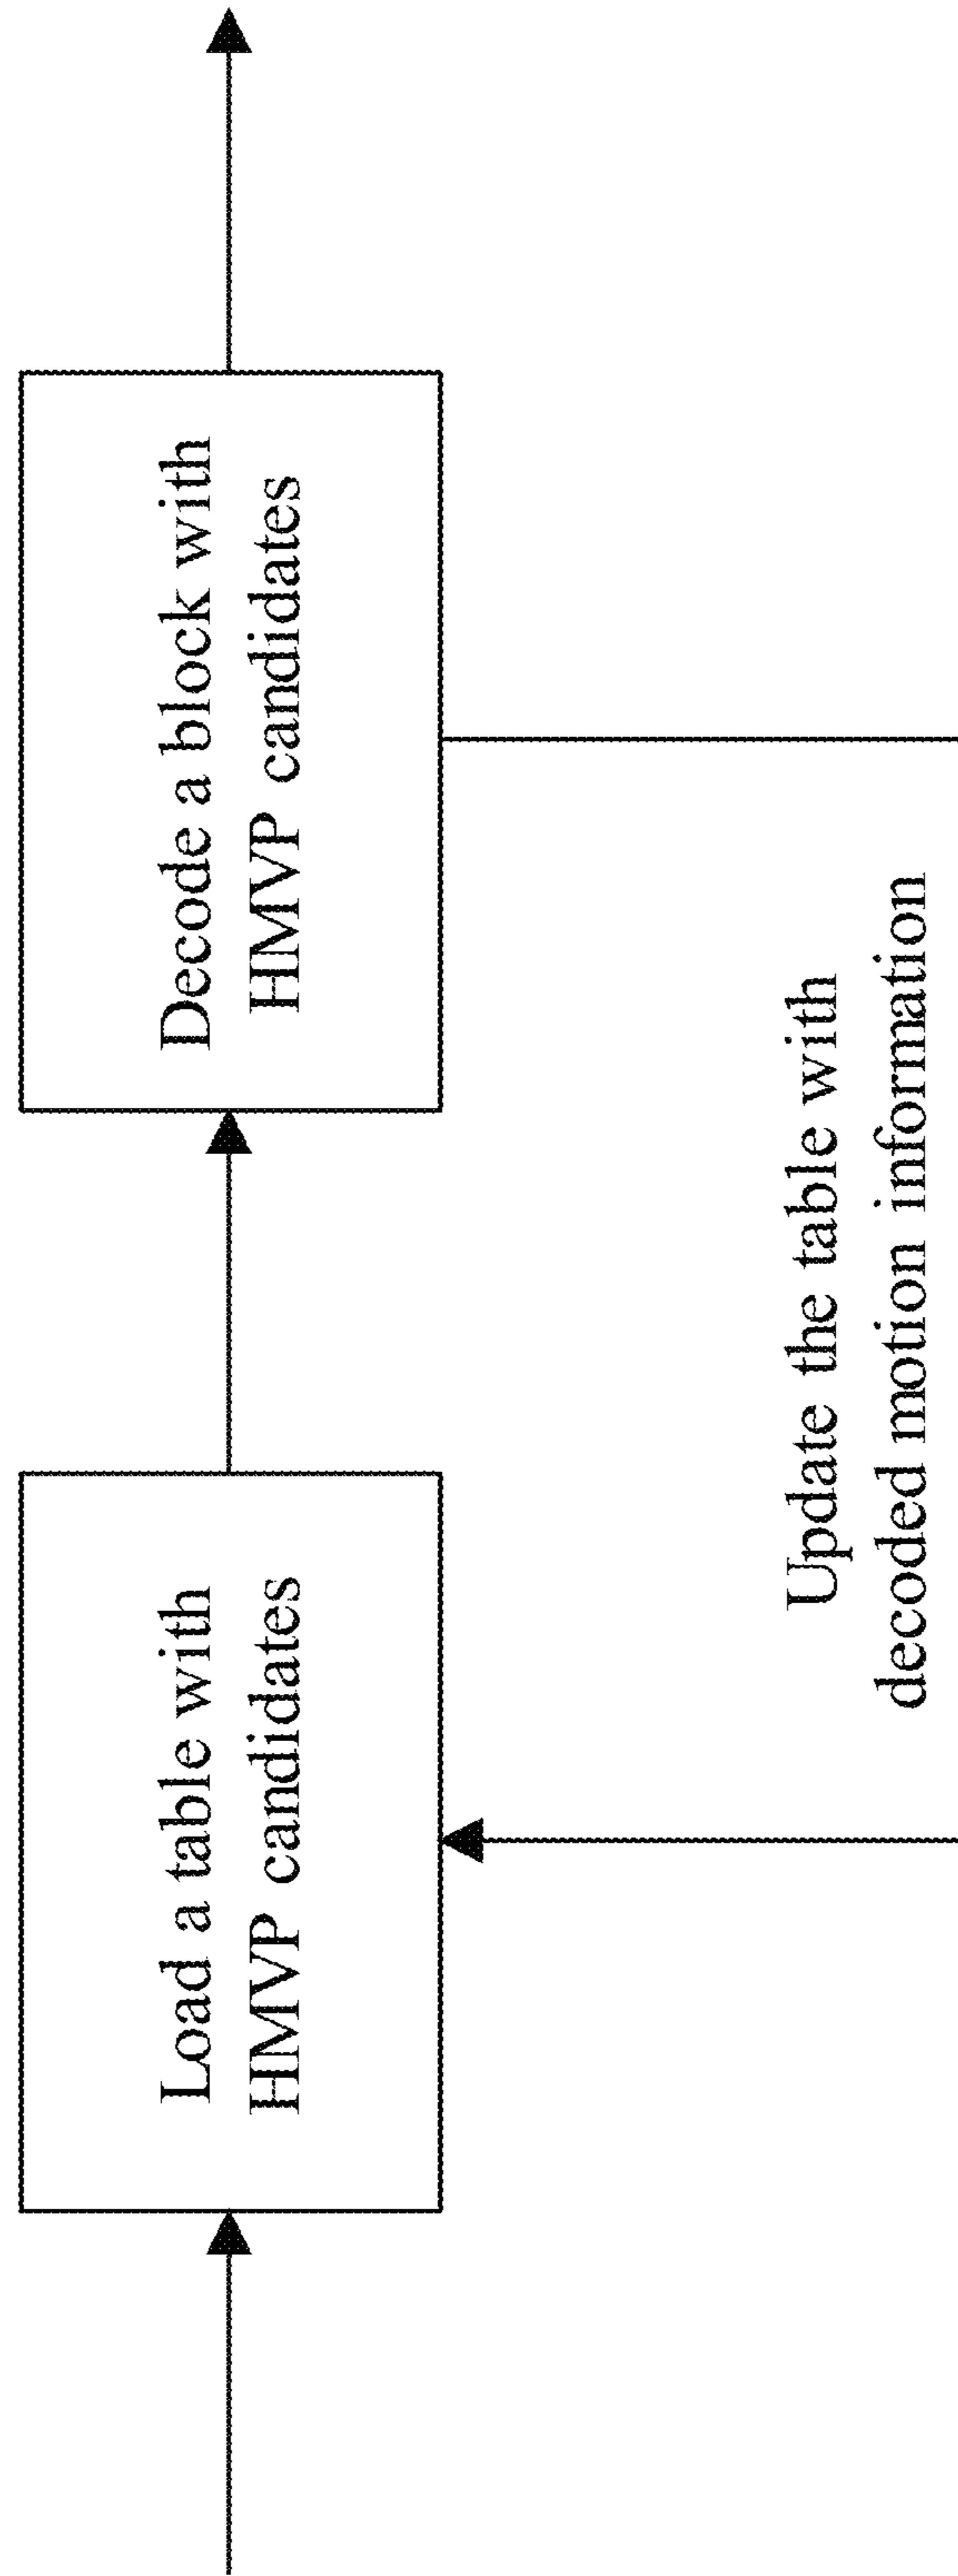 Load a table with
HMVP candidates
Decode a block with
HMVP candidates
Update the table with
decoded motion information